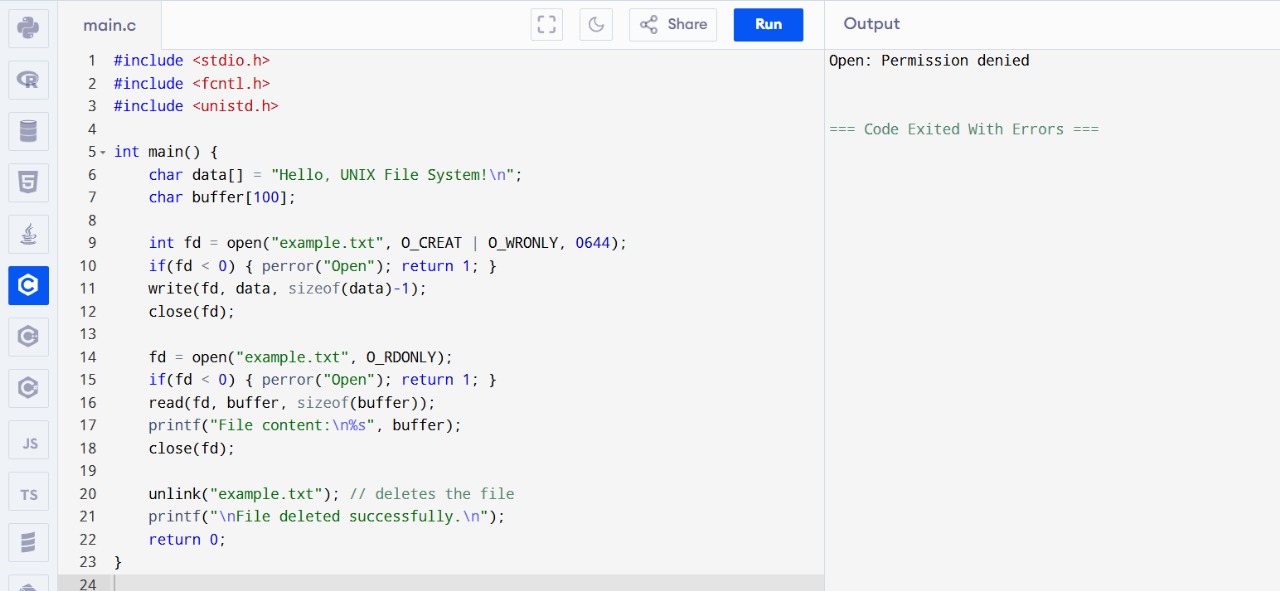 main.c
Share
Run
Output
1 #include <stdio.h>
2 #include <fcntl.h>
3 #include <unistd.h>
4
5 int main() {
6     char data[] = "Hello, UNIX File System!\n";
7     char buffer[100];
8
9     int fd = open("example.txt", O_CREAT | O_WRONLY, 0644);
10     if(fd < 0) { perror("Open"); return 1; }
11     write(fd, data, sizeof(data)-1);
12     close(fd);
13
14     fd = open("example.txt", O_RDONLY);
15     if(fd < 0) { perror("Open"); return 1; }
16     read(fd, buffer, sizeof(buffer));
17     printf("File content:\n%s", buffer);
18     close(fd);
19
20     unlink("example.txt"); // deletes the file
21     printf("\nFile deleted successfully.\n");
22     return 0;
23 }
24
Open: Permission denied
=== Code Exited With Errors ===
R
5
C
C
C
JS
TS